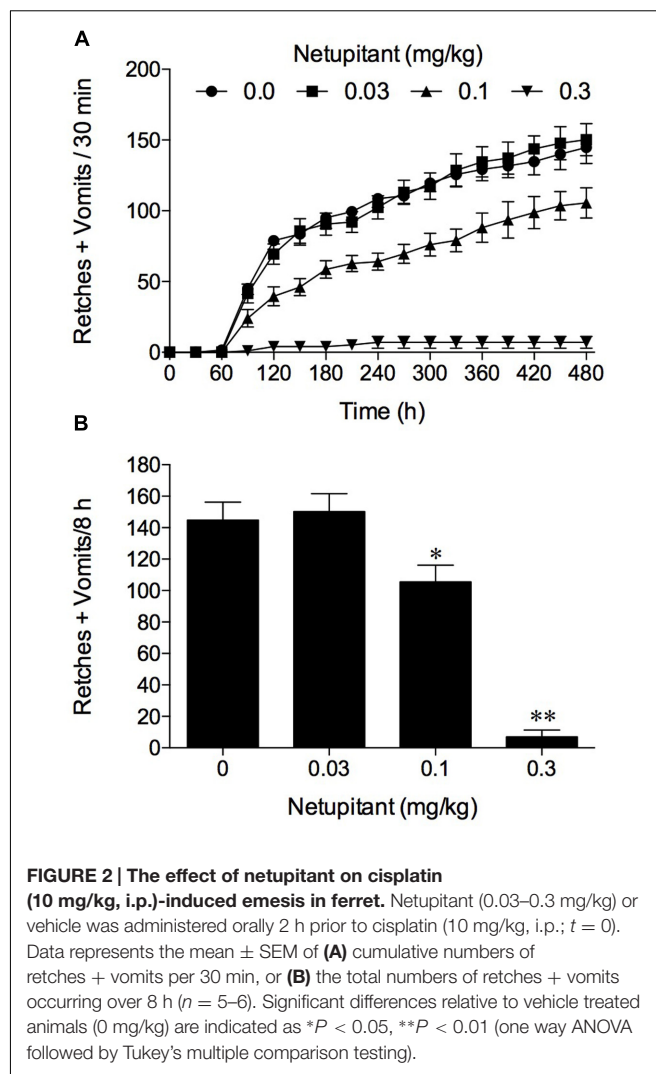 A
Netupitant (mg/kg)
0.0 0.03 0.1 0.3
200
150
100
50
0
Retches + Vomits / 30 min
0 60 120 180 240 300 360 420 480
Time (h)
B
180
160
140
120
100
80
60
40
20
0
Retches + Vomits/8 h
*
**
0 0.03 0.1 0.3
Netupitant (mg/kg)
FIGURE 2 | The effect of netupitant on cisplatin
(10 mg/kg, i.p.)-induced emesis in ferret. Netupitant (0.03–0.3 mg/kg) or
vehicle was administered orally 2 h prior to cisplatin (10 mg/kg, i.p.; t = 0).
Data represents the mean ± SEM of (A) cumulative numbers of
retches + vomits per 30 min, or (B) the total numbers of retches + vomits
occurring over 8 h (n = 5–6). Significant differences relative to vehicle treated
animals (0 mg/kg) are indicated as *P < 0.05, **P < 0.01 (one way ANOVA
followed by Tukey's multiple comparison testing).